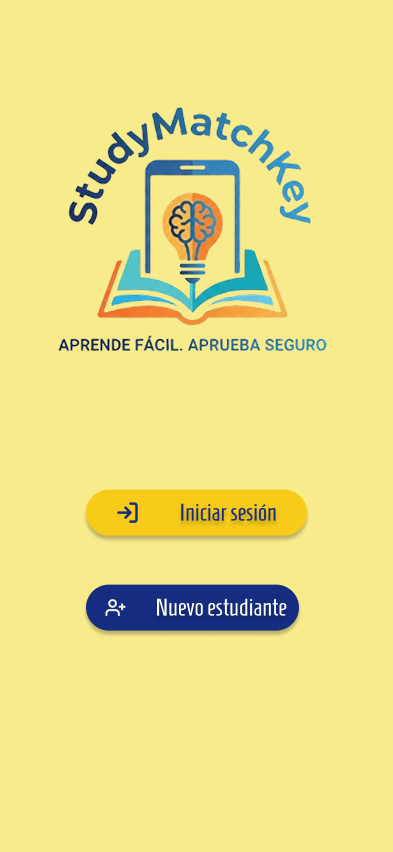 StudyMatchKey
APRENDE FÁCIL. APRUEBA SEGURO
Iniciar sesión
Nuevo estudiante